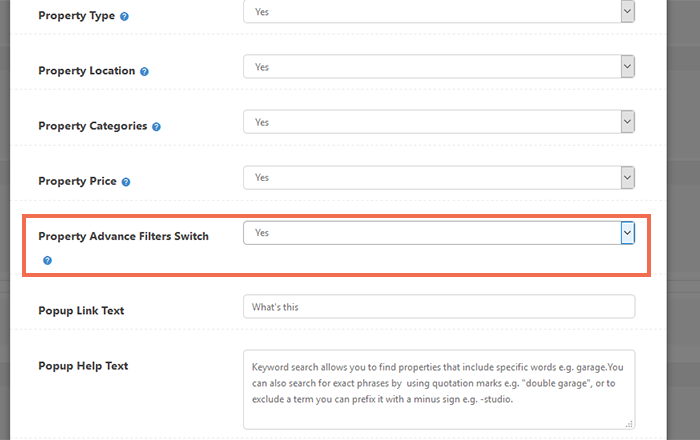 Property Type ?
Yes
Property Location ?
Yes
Property Categories ?
Yes
Property Price ?
Yes
Property Advance Filters Switch
Yes
?
Popup Link Text
What's this
Popup Help Text
Keyword search allows you to find properties that include specific words e.g. garage.You
can also search for exact phrases by using quotation marks e.g. "double garage", or to
exclude a term you can prefix it with a minus sign e.g. -studio.